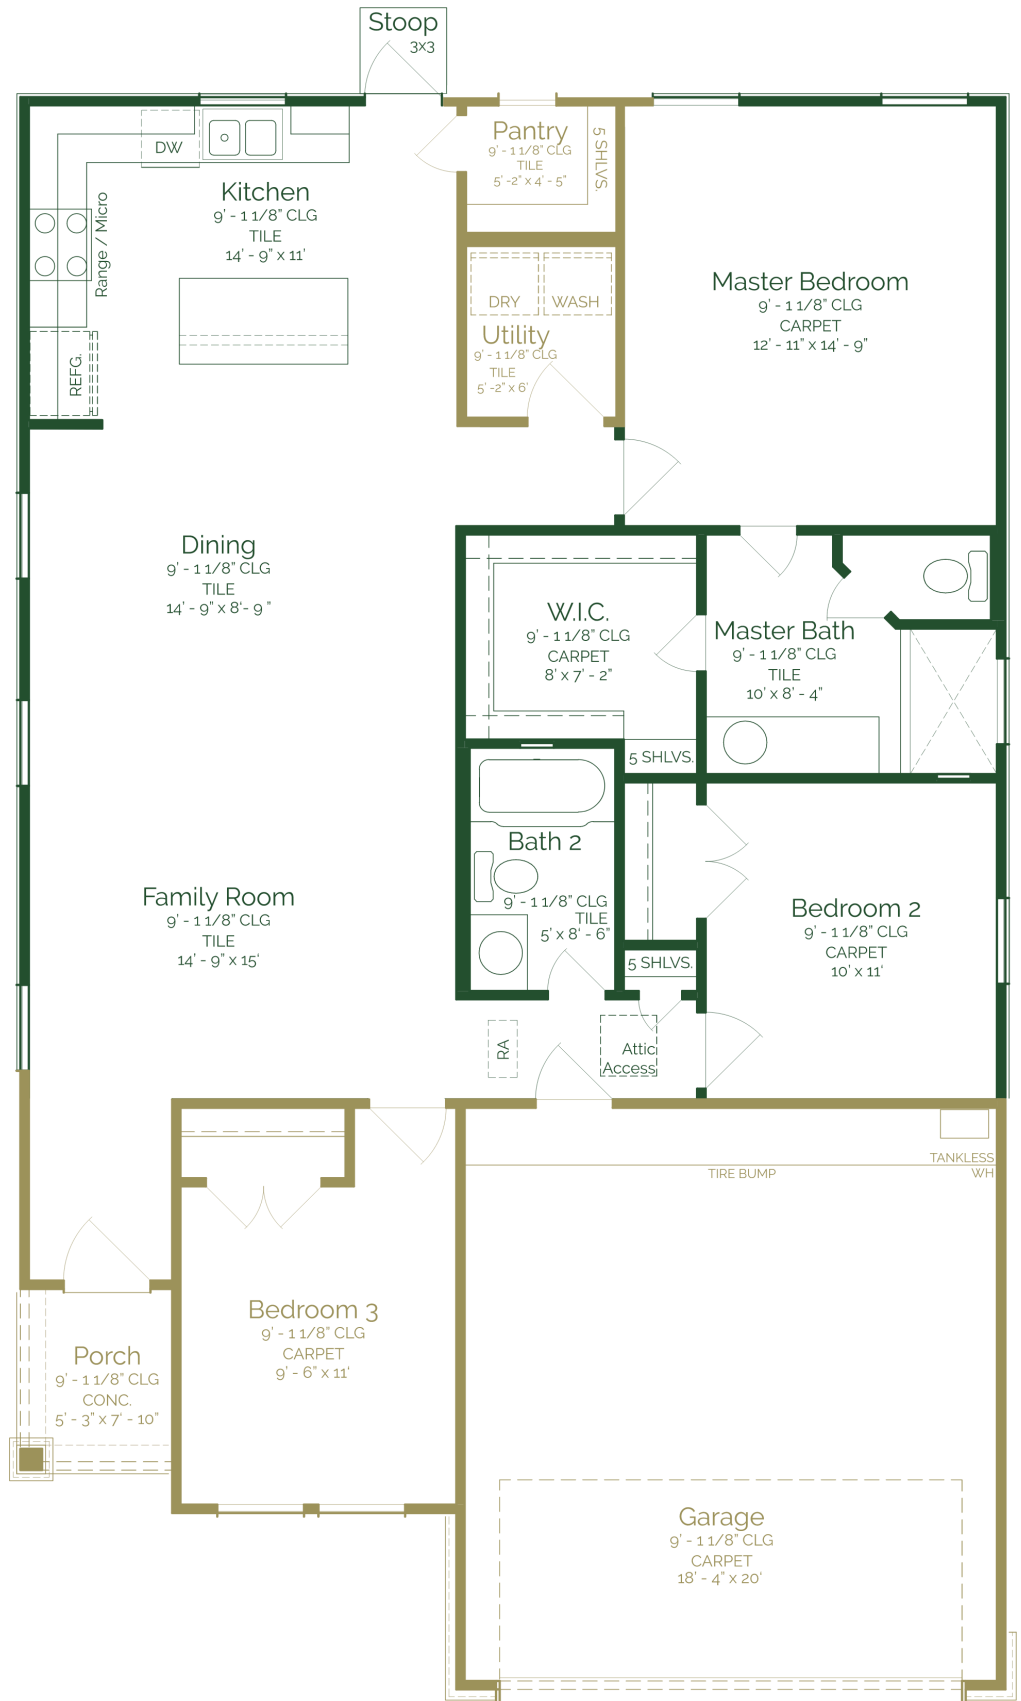 Stoop
3x3
Pantry
9' - 1 1/8" CLG
TILE
5' -2" x 4' - 5"
5 SHLVS.
DW
Kitchen
9' - 1 1/8" CLG
TILE
14' - 9" x 11'
Range / Micro
REFG.
DRY
WASH
Utility
9' - 1 1/8" CLG
TILE
5' -2" x 6'
Master Bedroom
9' - 1 1/8" CLG
CARPET
12' - 11" x 14' - 9"
Dining
9' - 1 1/8" CLG
TILE
14' - 9" x 8'- 9 "
W.I.C.
9' - 1 1/8" CLG
CARPET
8' x 7' - 2"
5 SHLVS.
Master Bath
9' - 1 1/8" CLG
TILE
10' x 8' - 4"
Bath 2
9' - 1 1/8" CLG
TILE
5' x 8' - 6"
Family Room
9' - 1 1/8" CLG
TILE
14' - 9" x 15'
Bedroom 2
9' - 1 1/8" CLG
CARPET
10' x 11'
5 SHLVS.
RA
Attic
Access
TIRE BUMP
TANKLESS
WH
Bedroom 3
9' - 1 1/8" CLG
CARPET
9' - 6" x 11'
Porch
9' - 1 1/8" CLG
CONC.
5' - 3" x 7' - 10"
Garage
9' - 1 1/8" CLG
CARPET
18' - 4" x 20'